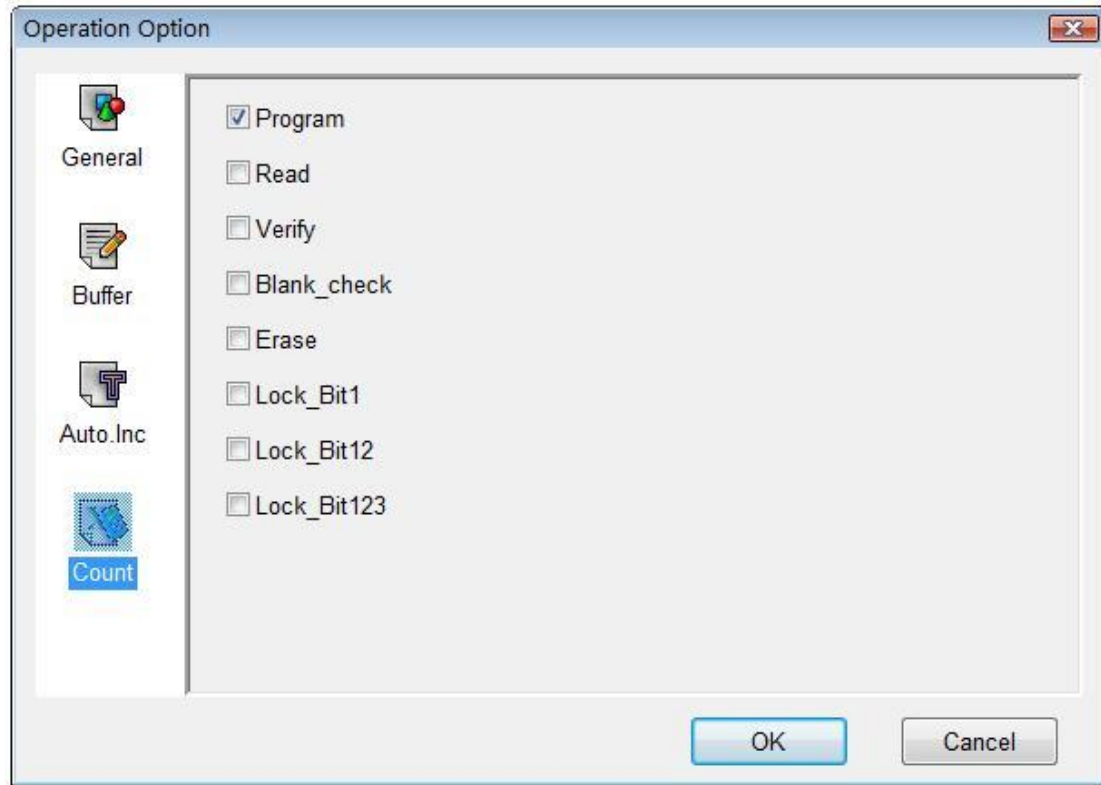 Operation Option
General
Buffer
Auto.Inc
Count
Program
Read
Verify
Blank_check
Erase
Lock_Bit1
Lock_Bit12
Lock_Bit123
OK
Cancel